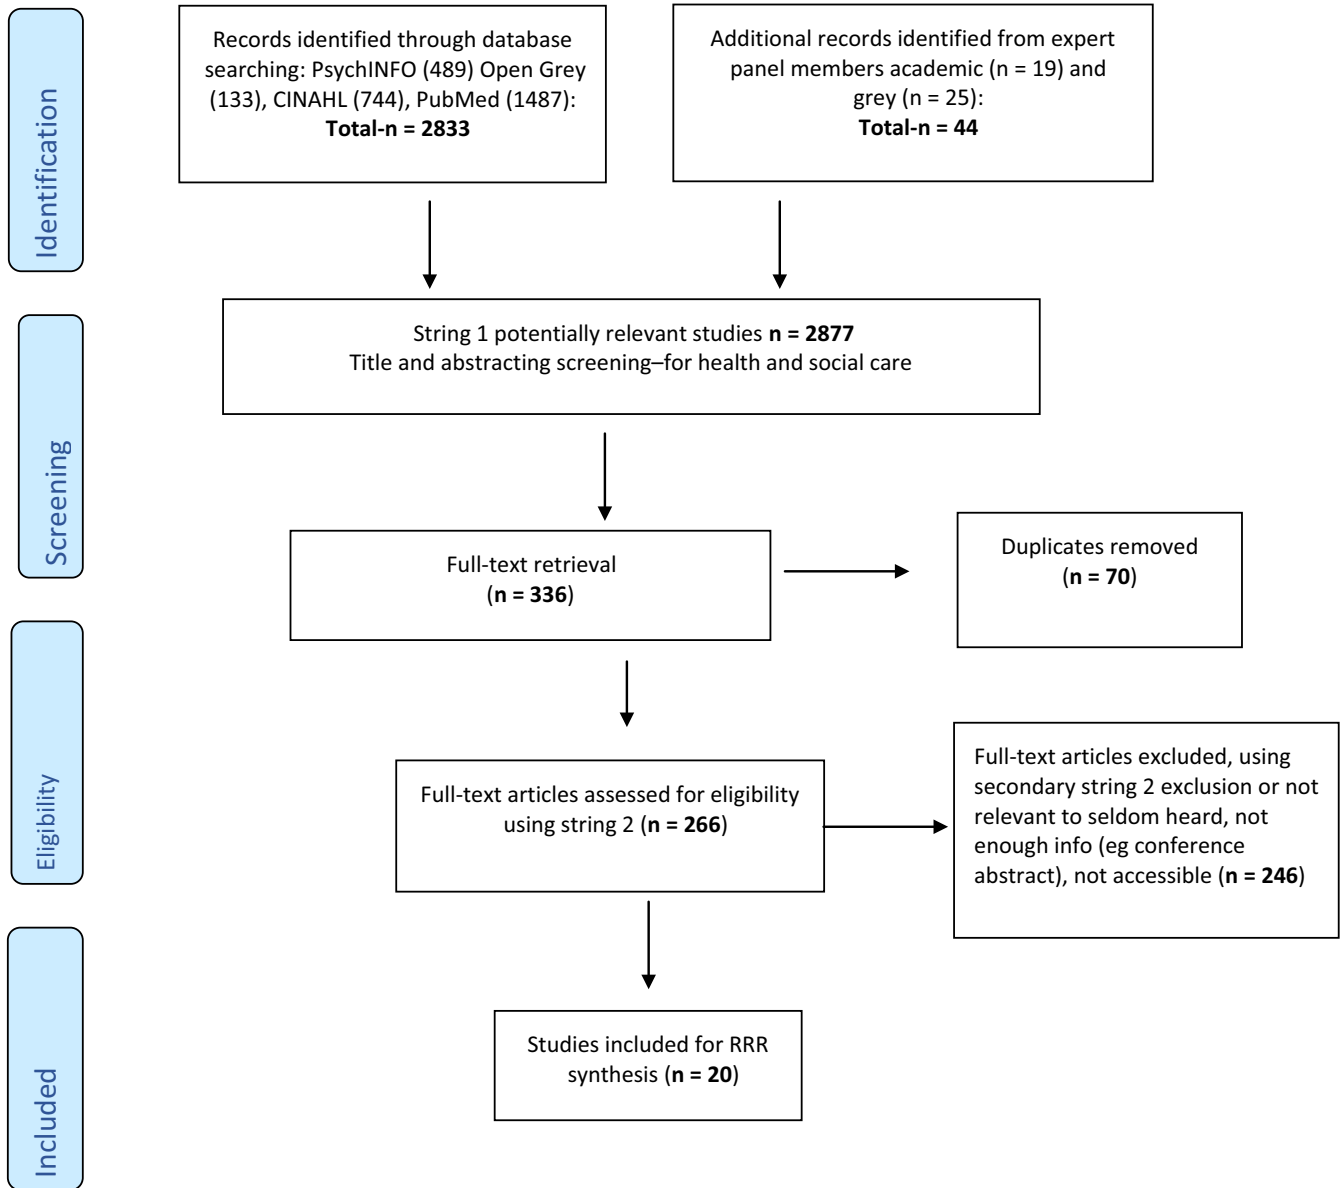 Identification
Records identified through database
searching: PsychINFO (489) Open Grey
(133), CINAHL (744), PubMed (1487):
Total-n = 2833
Additional records identified from expert
panel members academic (n = 19) and
grey (n = 25):
Total-n = 44
String 1 potentially relevant studies n = 2877
Title and abstracting screening–for health and social care
Screening
Full-text retrieval
(n = 336)
Duplicates removed
(n = 70)
Eligibility
Full-text articles assessed for eligibility
using string 2 (n = 266)
Full-text articles excluded, using
secondary string 2 exclusion or not
relevant to seldom heard, not
enough info (eg conference
abstract), not accessible (n = 246)
Included
Studies included for RRR
synthesis (n = 20)